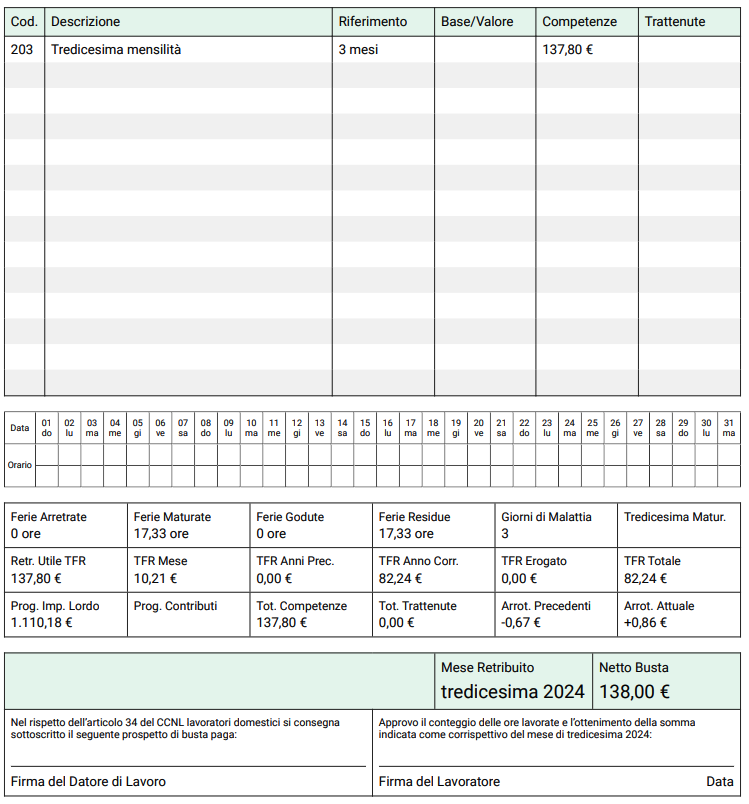 Cod. Descrizione Riferimento Base/Valore Competenze Trattenute
203 Tredicesima mensilità 3 mesi 137,80 €
Data 01 02 03 04 05 06 07 08 09 10 11 12 13 14 15 16 17 18 19 20 21 22 23 24 25 26 27 28 29 30 31
do lu ma me gi ve sa do lu ma me gi ve sa do lu ma me gi ve sa do lu ma me gi ve sa do lu ma
Orario
Ferie Arretrate Ferie Maturate Ferie Godute Ferie Residue Giorni di Malattia Tredicesima Matur.
0 ore 17,33 ore 0 ore 17,33 ore 3
Retr. Utile TFR TFR Mese TFR Anni Prec. TFR Anno Corr. TFR Erogato TFR Totale
137,80 € 10,21 € 0,00 € 82,24 € 0,00 € 82,24 €
Prog. Imp. Lordo Prog. Contributi Tot. Competenze Tot. Trattenute Arrot. Precedenti Arrot. Attuale
1.110,18 € 137,80 € 0,00 € -0,67 € +0,86 €
Mese Retribuito Netto Busta
tredicesima 2024 138,00 €
Nel rispetto dell'articolo 34 del CCNL lavoratori domestici si consegna
sottoscritto il seguente prospetto di busta paga:
Approvo il conteggio delle ore lavorate e l'ottenimento della somma
indicata come corrispettivo del mese di tredicesima 2024:
Firma del Datore di Lavoro Firma del Lavoratore Data